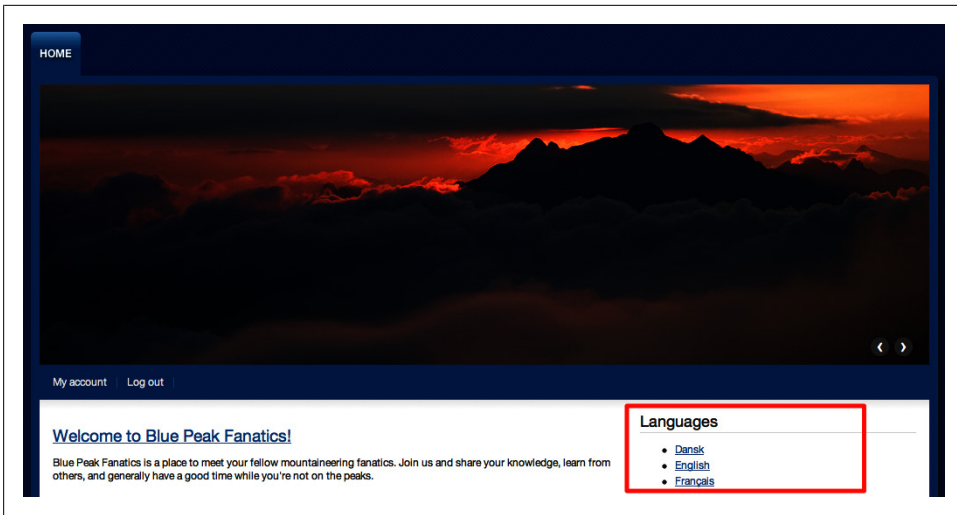 HOME
My account
Log out
Welcome to Blue Peak Fanatics!
Blue Peak Fanatics is a place to meet your fellow mountaineering fanatics. Join us and share your knowledge, learn from
others, and generally have a good time while you're not on the peaks.
Languages
Dansk
English
Français